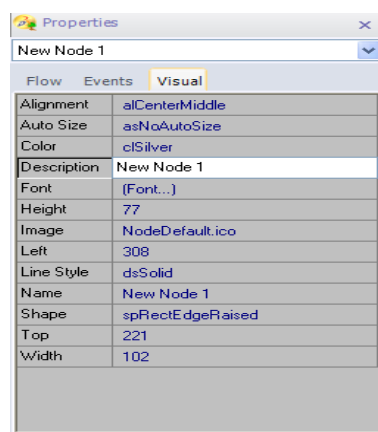 Properties
New Node 1
Flow Events Visual
Alignment alCenterMiddle
Auto Size asNoAutoSize
Color clSilver
Description New Node 1
Font (Font...)
Height 77
Image NodeDefault.ico
Left 308
Line Style dsSolid
Name New Node 1
Shape spRectEdgeRaised
Top 221
Width 102